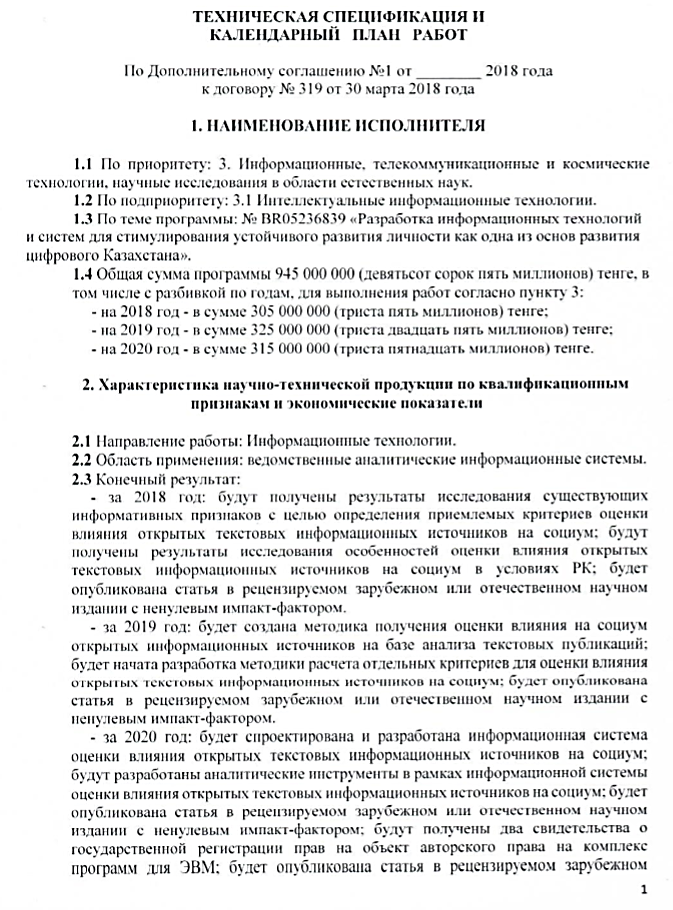 ТЕХНИЧЕСКАЯ СПЕЦИФИКАЦИЯ И
КАЛЕНДАРНЫЙ ПЛАН РАБОТ
По Дополнительному соглашению №1 от ________ 2018 года
к договору № 319 от 30 марта 2018 года
1. НАИМЕНОВАНИЕ ИСПОЛНИТЕЛЯ
1.1 По приоритету: 3. Информационные, телекоммуникационные и космические
технологии, научные исследования в области естественных наук.
1.2 По подприоритету: 3.1 Интеллектуальные информационные технологии.
1.3 По теме программы: № BR05236839 «Разработка информационных технологий
и систем для стимулирования устойчивого развития личности как одна из основ развития
цифрового Казахстана».
1.4 Общая сумма программы 945 000 000 (девятьсот сорок пять миллионов) тенге, в
том числе с разбивкой по годам, для выполнения работ согласно пункту 3:
- на 2018 год - в сумме 305 000 000 (триста пять миллионов) тенге;
- на 2019 год - в сумме 325 000 000 (триста двадцать пять миллионов) тенге;
- на 2020 год - в сумме 315 000 000 (триста пятнадцать миллионов) тенге.
2. Характеристика научно-технической продукции по квалификационным
признакам и экономические показатели
2.1 Направление работы: Информационные технологии.
2.2 Область применения: ведомственные аналитические информационные системы.
2.3 Конечный результат:
- за 2018 год: будут получены результаты исследования существующих
информативных признаков с целью определения приемлемых критериев оценки
влияния открытых текстовых информационных источников на социум; будут
получены результаты исследования особенностей оценки влияния открытых
текстовых информационных источников на социум в условиях РК; будет
опубликована статья в рецензируемом зарубежном или отечественном научном
издании с ненулевым импакт-фактором.
- за 2019 год: будет создана методика получения оценки влияния на социум
открытых информационных источников на базе анализа текстовых публикаций;
будет начата разработка методики расчета отдельных критериев для оценки влияния
открытых текстовых информационных источников на социум; будет опубликована
статья в рецензируемом зарубежном или отечественном научном издании с
ненулевым импакт-фактором.
- за 2020 год: будет спроектирована и разработана информационная система
оценки влияния открытых текстовых информационных источников на социум;
будут разработаны аналитические инструменты в рамках информационной системы
оценки влияния открытых текстовых информационных источников на социум; будет
опубликована статья в рецензируемом зарубежном или отечественном научном
издании с ненулевым импакт-фактором; будут получены два свидетельства о
государственной регистрации прав на объект авторского права на комплекс
программ для ЭВМ; будет опубликована статья в рецензируемом зарубежном
1